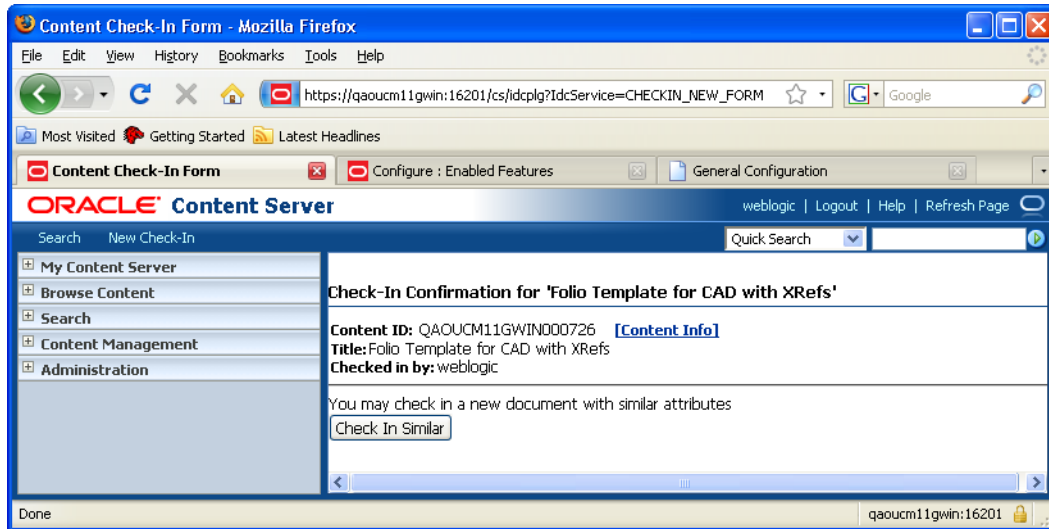 Content Check-In Form - Mozilla Firefox
File Edit View History Bookmarks Tools Help
https://qaoucm11gwin:16201/cs/idcplg?IdcService=CHECKIN_NEW_FORM Google
Most Visited Getting Started Latest Headlines
Content Check-In Form Configure : Enabled Features General Configuration
ORACLE Content Server weblogic | Logout | Help | Refresh Page
Search New Check-In Quick Search
My Content Server
Browse Content
Search
Content Management
Administration
Check-In Confirmation for 'Folio Template for CAD with XRefs'
Content ID: QAOUCM11GWIN000726 [Content Info]
Title: Folio Template for CAD with XRefs
Checked in by: weblogic
You may check in a new document with similar attributes
Check In Similar
Done qaoucm11gwin:16201